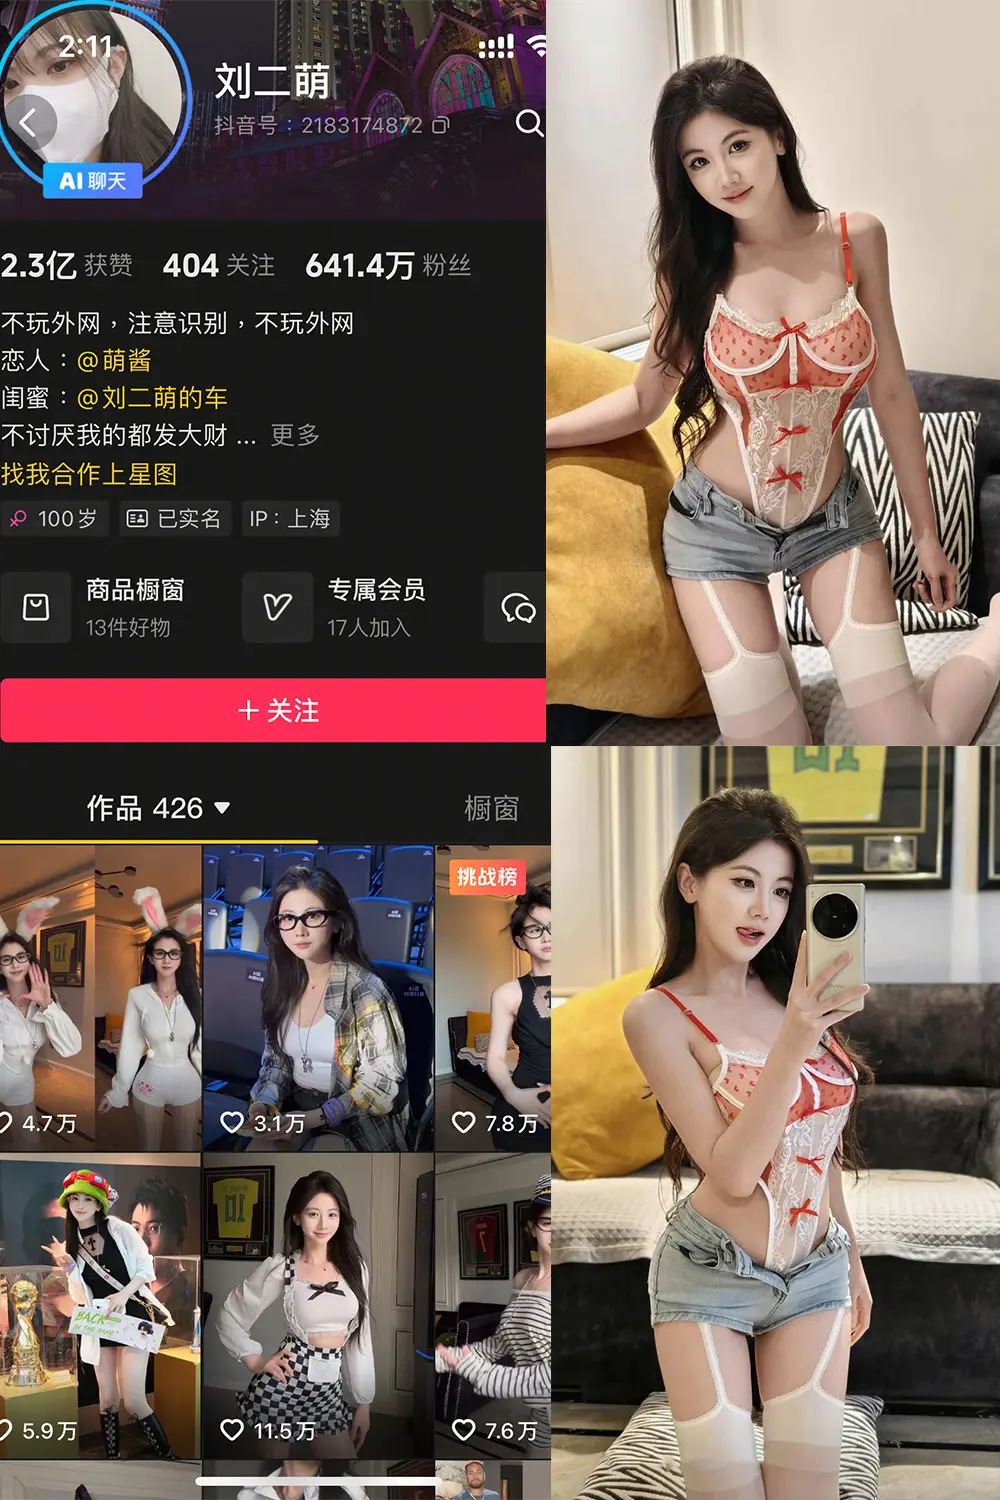 2:11
刘二萌
抖音号：2183174872
AI 聊天
2.3亿 获赞 404 关注 641.4万 粉丝
不玩外网，注意识别，不玩外网
恋人：@萌酱
闺蜜：@刘二萌的车
不讨厌我的都发大财 ... 更多
找我合作上星图
100岁 已实名 IP：上海
商品橱窗 专属会员
13件好物 17人加入
+ 关注
作品 426 橱窗
挑战榜
4.7万 3.1万 7.8万
BACK
IN THE GAME
5.9万 11.5万 7.6万